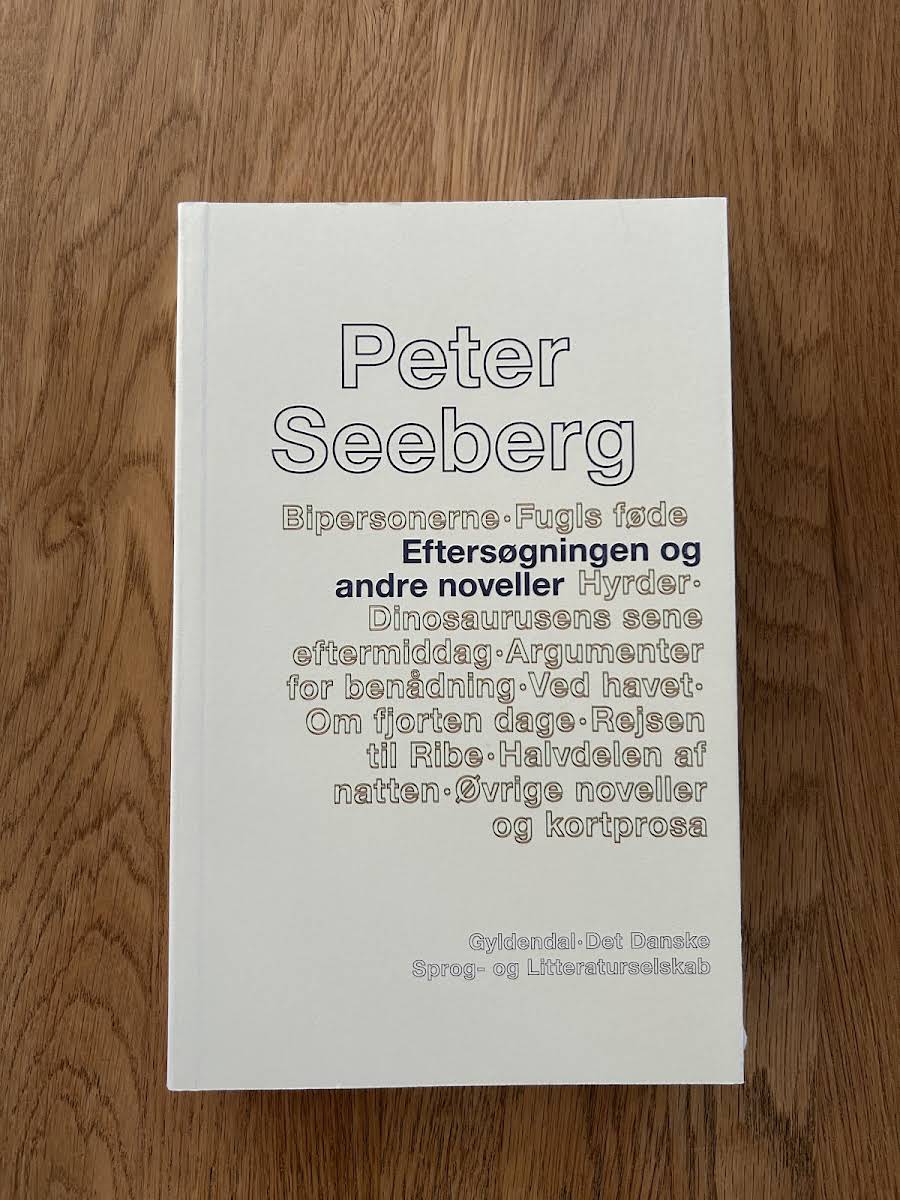 Peter
Seeberg
Bipersonerne·Fugls føde
Eftersøgningen og
andre noveller Hyrder·
Dinosaurusens sene
eftermiddag·Argumenter
for benådning·Ved havet·
Om fjorten dage·Rejsen
til Ribe·Halvdelen af
natten·Øvrige noveller
og kortprosa
Gyldendal·Det Danske
Sprog- og Litteraturselskab